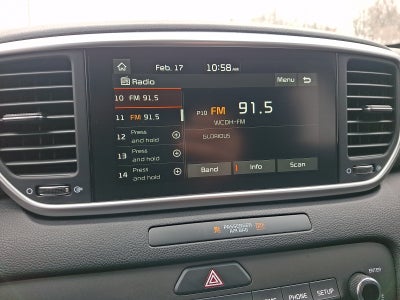 Feb. 17 10:58 AM
Radio Menu
10 FM 91.5
11 FM 91.5
12 Press and hold
13 Press and hold
14 Press and hold
P10 FM 91.5
WCDH-FM
GLORIOUS
Band Info Scan
PASSENGER
AIR BAG
PHONE SETUP
ENTER